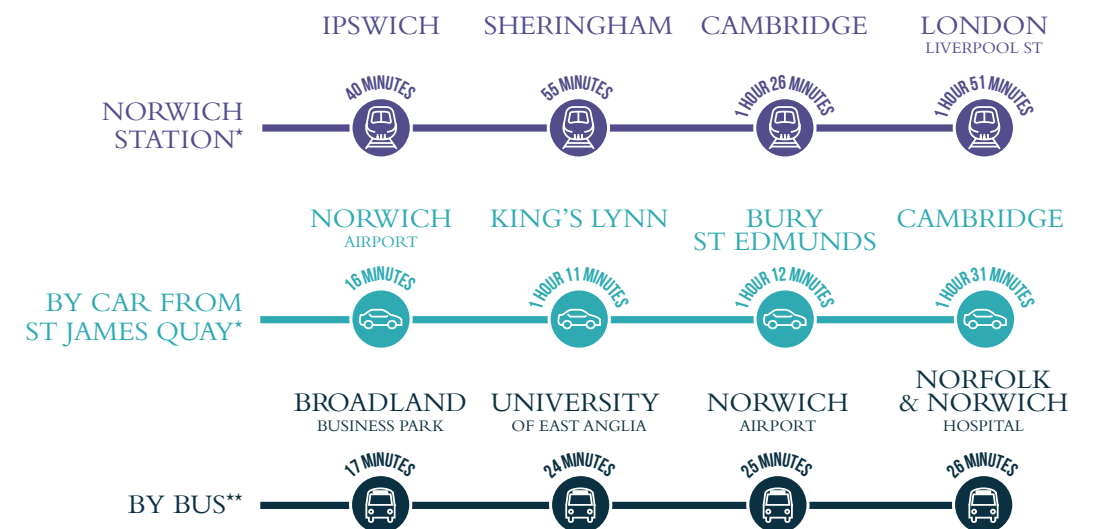 IPSWICH
SHERINGHAM
CAMBRIDGE
LONDON
LIVERPOOL ST
NORWICH
STATION*
40 MINUTES
55 MINUTES
1 HOUR 26 MINUTES
1 HOUR 51 MINUTES
NORWICH
AIRPORT
KING'S LYNN
BURY
ST EDMUNDS
CAMBRIDGE
BY CAR FROM
ST JAMES QUAY*
16 MINUTES
1 HOUR 11 MINUTES
1 HOUR 12 MINUTES
1 HOUR 31 MINUTES
BROADLAND
BUSINESS PARK
UNIVERSITY
OF EAST ANGLIA
NORWICH
AIRPORT
NORFOLK
& NORWICH
HOSPITAL
BY BUS**
17 MINUTES
24 MINUTES
25 MINUTES
26 MINUTES